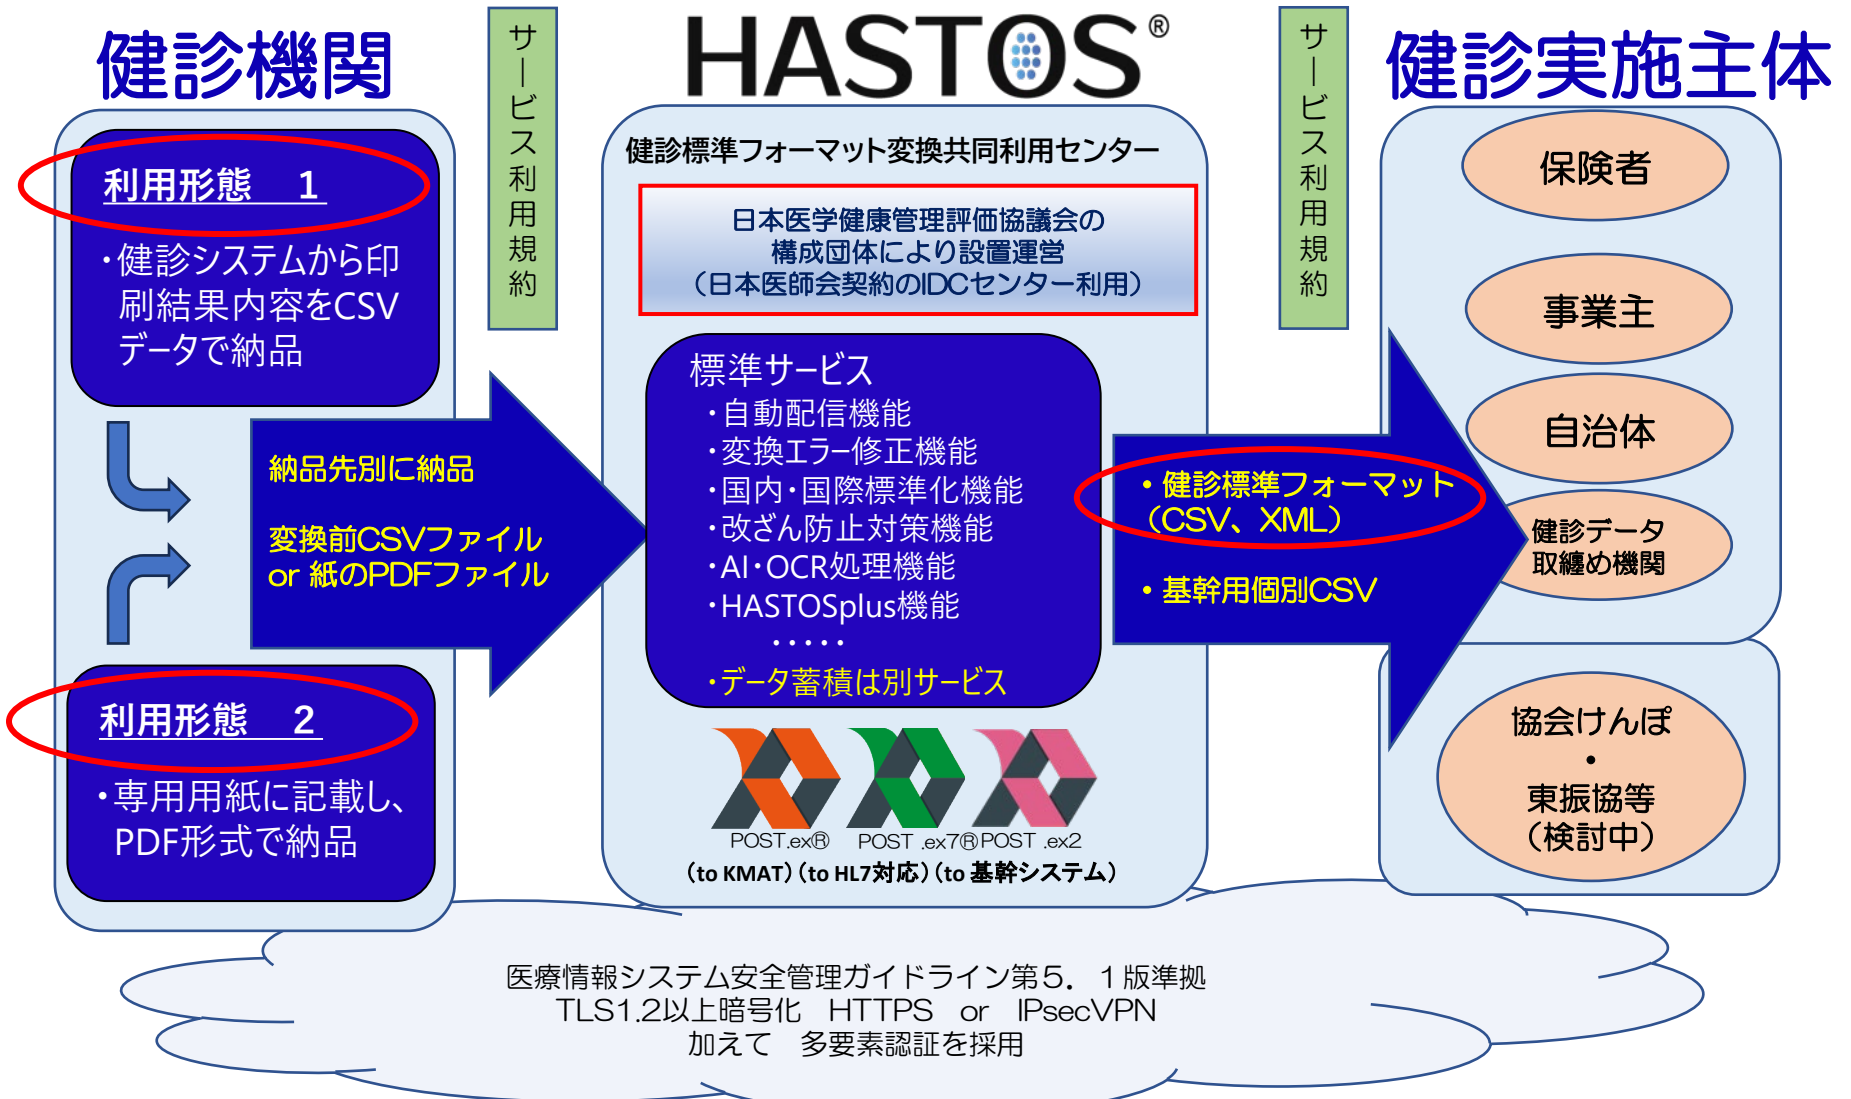 健診機関
利用形態　1
・健診システムから印
刷結果内容をCSV
データで納品
納品先別に納品
変換前CSVファイル
or 紙のPDFファイル
利用形態　2
・専用用紙に記載し、
PDF形式で納品
サービス利用規約
HASTOS®
健診標準フォーマット変換共同利用センター
日本医学健康管理評価協議会の
構成団体により設置運営
（日本医師会契約のIDCセンター利用）
標準サービス
・自動配信機能
・変換エラー修正機能
・国内・国際標準化機能
・改ざん防止対策機能
・AI・OCR処理機能
・HASTOSplus機能
・・・・・
・データ蓄積は別サービス
POST.ex® POST .ex7® POST .ex2
（to KMAT）（to HL7対応）（to 基幹システム）
サービス利用規約
・健診標準フォーマット
（CSV、XML）
・基幹用個別CSV
健診実施主体
保険者
事業主
自治体
健診データ
取纏め機関
協会けんぽ
・
東振協等
（検討中）
医療情報システム安全管理ガイドライン第5．1版準拠
TLS1.2以上暗号化　HTTPS　or　IPsecVPN
加えて　多要素認証を採用